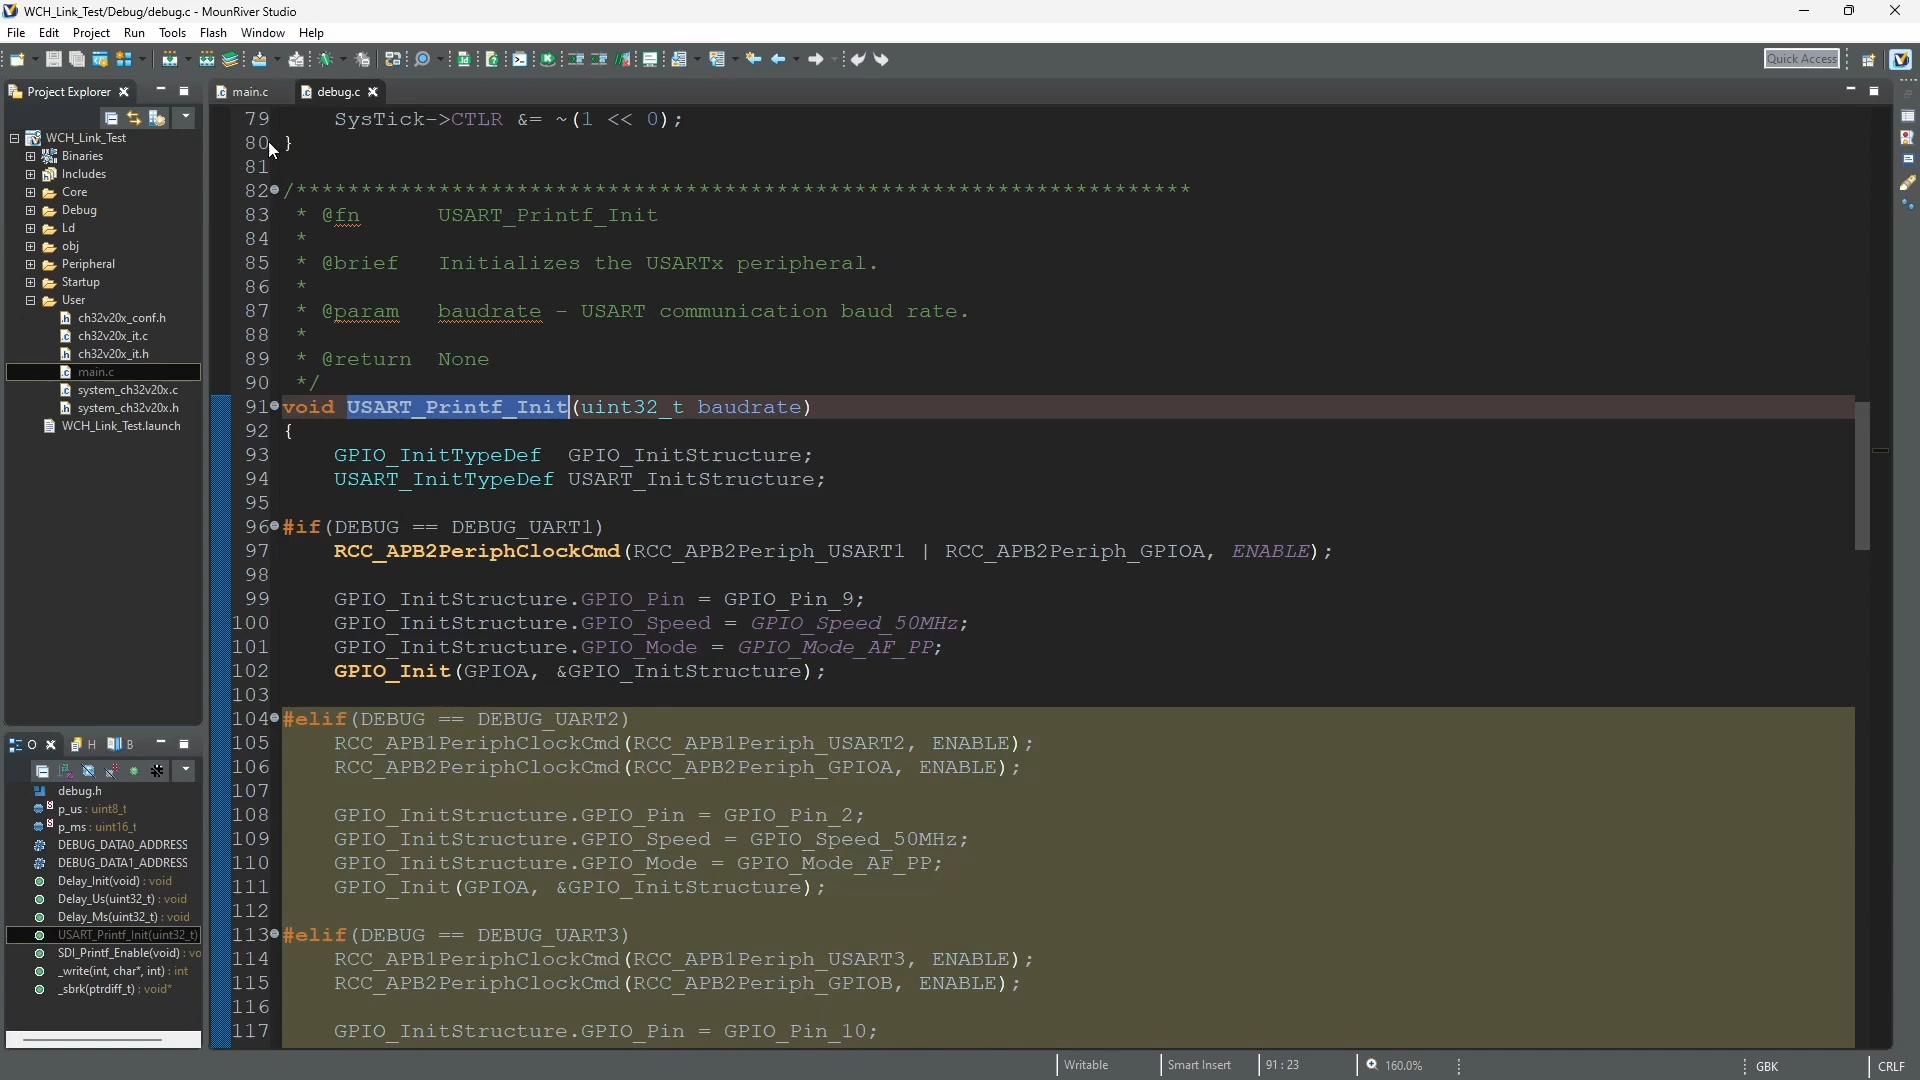 WCH_Link_Test/Debug/debug.c - MounRiver Studio
File Edit Project Run Tools Flash Window Help
Quick Access
Project Explorer
main.c
debug.c
WCH_Link_Test
Binaries
Includes
Core
Debug
Ld
obj
Peripheral
Startup
User
ch32v20x_conf.h
ch32v20x_it.c
ch32v20x_it.h
main.c
system_ch32v20x.c
system_ch32v20x.h
WCH_Link_Test.launch
O H B
debug.h
p_us : uint8_t
p_ms : uint16_t
DEBUG_DATA0_ADDRESS
DEBUG_DATA1_ADDRESS
Delay_Init(void) : void
Delay_Us(uint32_t) : void
Delay_Ms(uint32_t) : void
USART_Printf_Init(uint32_t)
SDI_Printf_Enable(void) : vo
_write(int, char*, int) : int
_sbrk(ptrdiff_t) : void*
79 SysTick->CTLR &= ~(1 << 0);
80 }
81
82 /*********************************************************************
83 * @fn USART_Printf_Init
84 *
85 * @brief Initializes the USARTx peripheral.
86 *
87 * @param baudrate - USART communication baud rate.
88 *
89 * @return None
90 */
91 void USART_Printf_Init(uint32_t baudrate)
92 {
93 GPIO_InitTypeDef GPIO_InitStructure;
94 USART_InitTypeDef USART_InitStructure;
95
96 #if(DEBUG == DEBUG_UART1)
97 RCC_APB2PeriphClockCmd(RCC_APB2Periph_USART1 | RCC_APB2Periph_GPIOA, ENABLE);
98
99 GPIO_InitStructure.GPIO_Pin = GPIO_Pin_9;
100 GPIO_InitStructure.GPIO_Speed = GPIO_Speed_50MHz;
101 GPIO_InitStructure.GPIO_Mode = GPIO_Mode_AF_PP;
102 GPIO_Init(GPIOA, &GPIO_InitStructure);
103
104 #elif(DEBUG == DEBUG_UART2)
105 RCC_APB1PeriphClockCmd(RCC_APB1Periph_USART2, ENABLE);
106 RCC_APB2PeriphClockCmd(RCC_APB2Periph_GPIOA, ENABLE);
107
108 GPIO_InitStructure.GPIO_Pin = GPIO_Pin_2;
109 GPIO_InitStructure.GPIO_Speed = GPIO_Speed_50MHz;
110 GPIO_InitStructure.GPIO_Mode = GPIO_Mode_AF_PP;
111 GPIO_Init(GPIOA, &GPIO_InitStructure);
112
113 #elif(DEBUG == DEBUG_UART3)
114 RCC_APB1PeriphClockCmd(RCC_APB1Periph_USART3, ENABLE);
115 RCC_APB2PeriphClockCmd(RCC_APB2Periph_GPIOB, ENABLE);
116
117 GPIO_InitStructure.GPIO_Pin = GPIO_Pin_10;
Writable Smart Insert 91 : 23 160.0% GBK CRLF